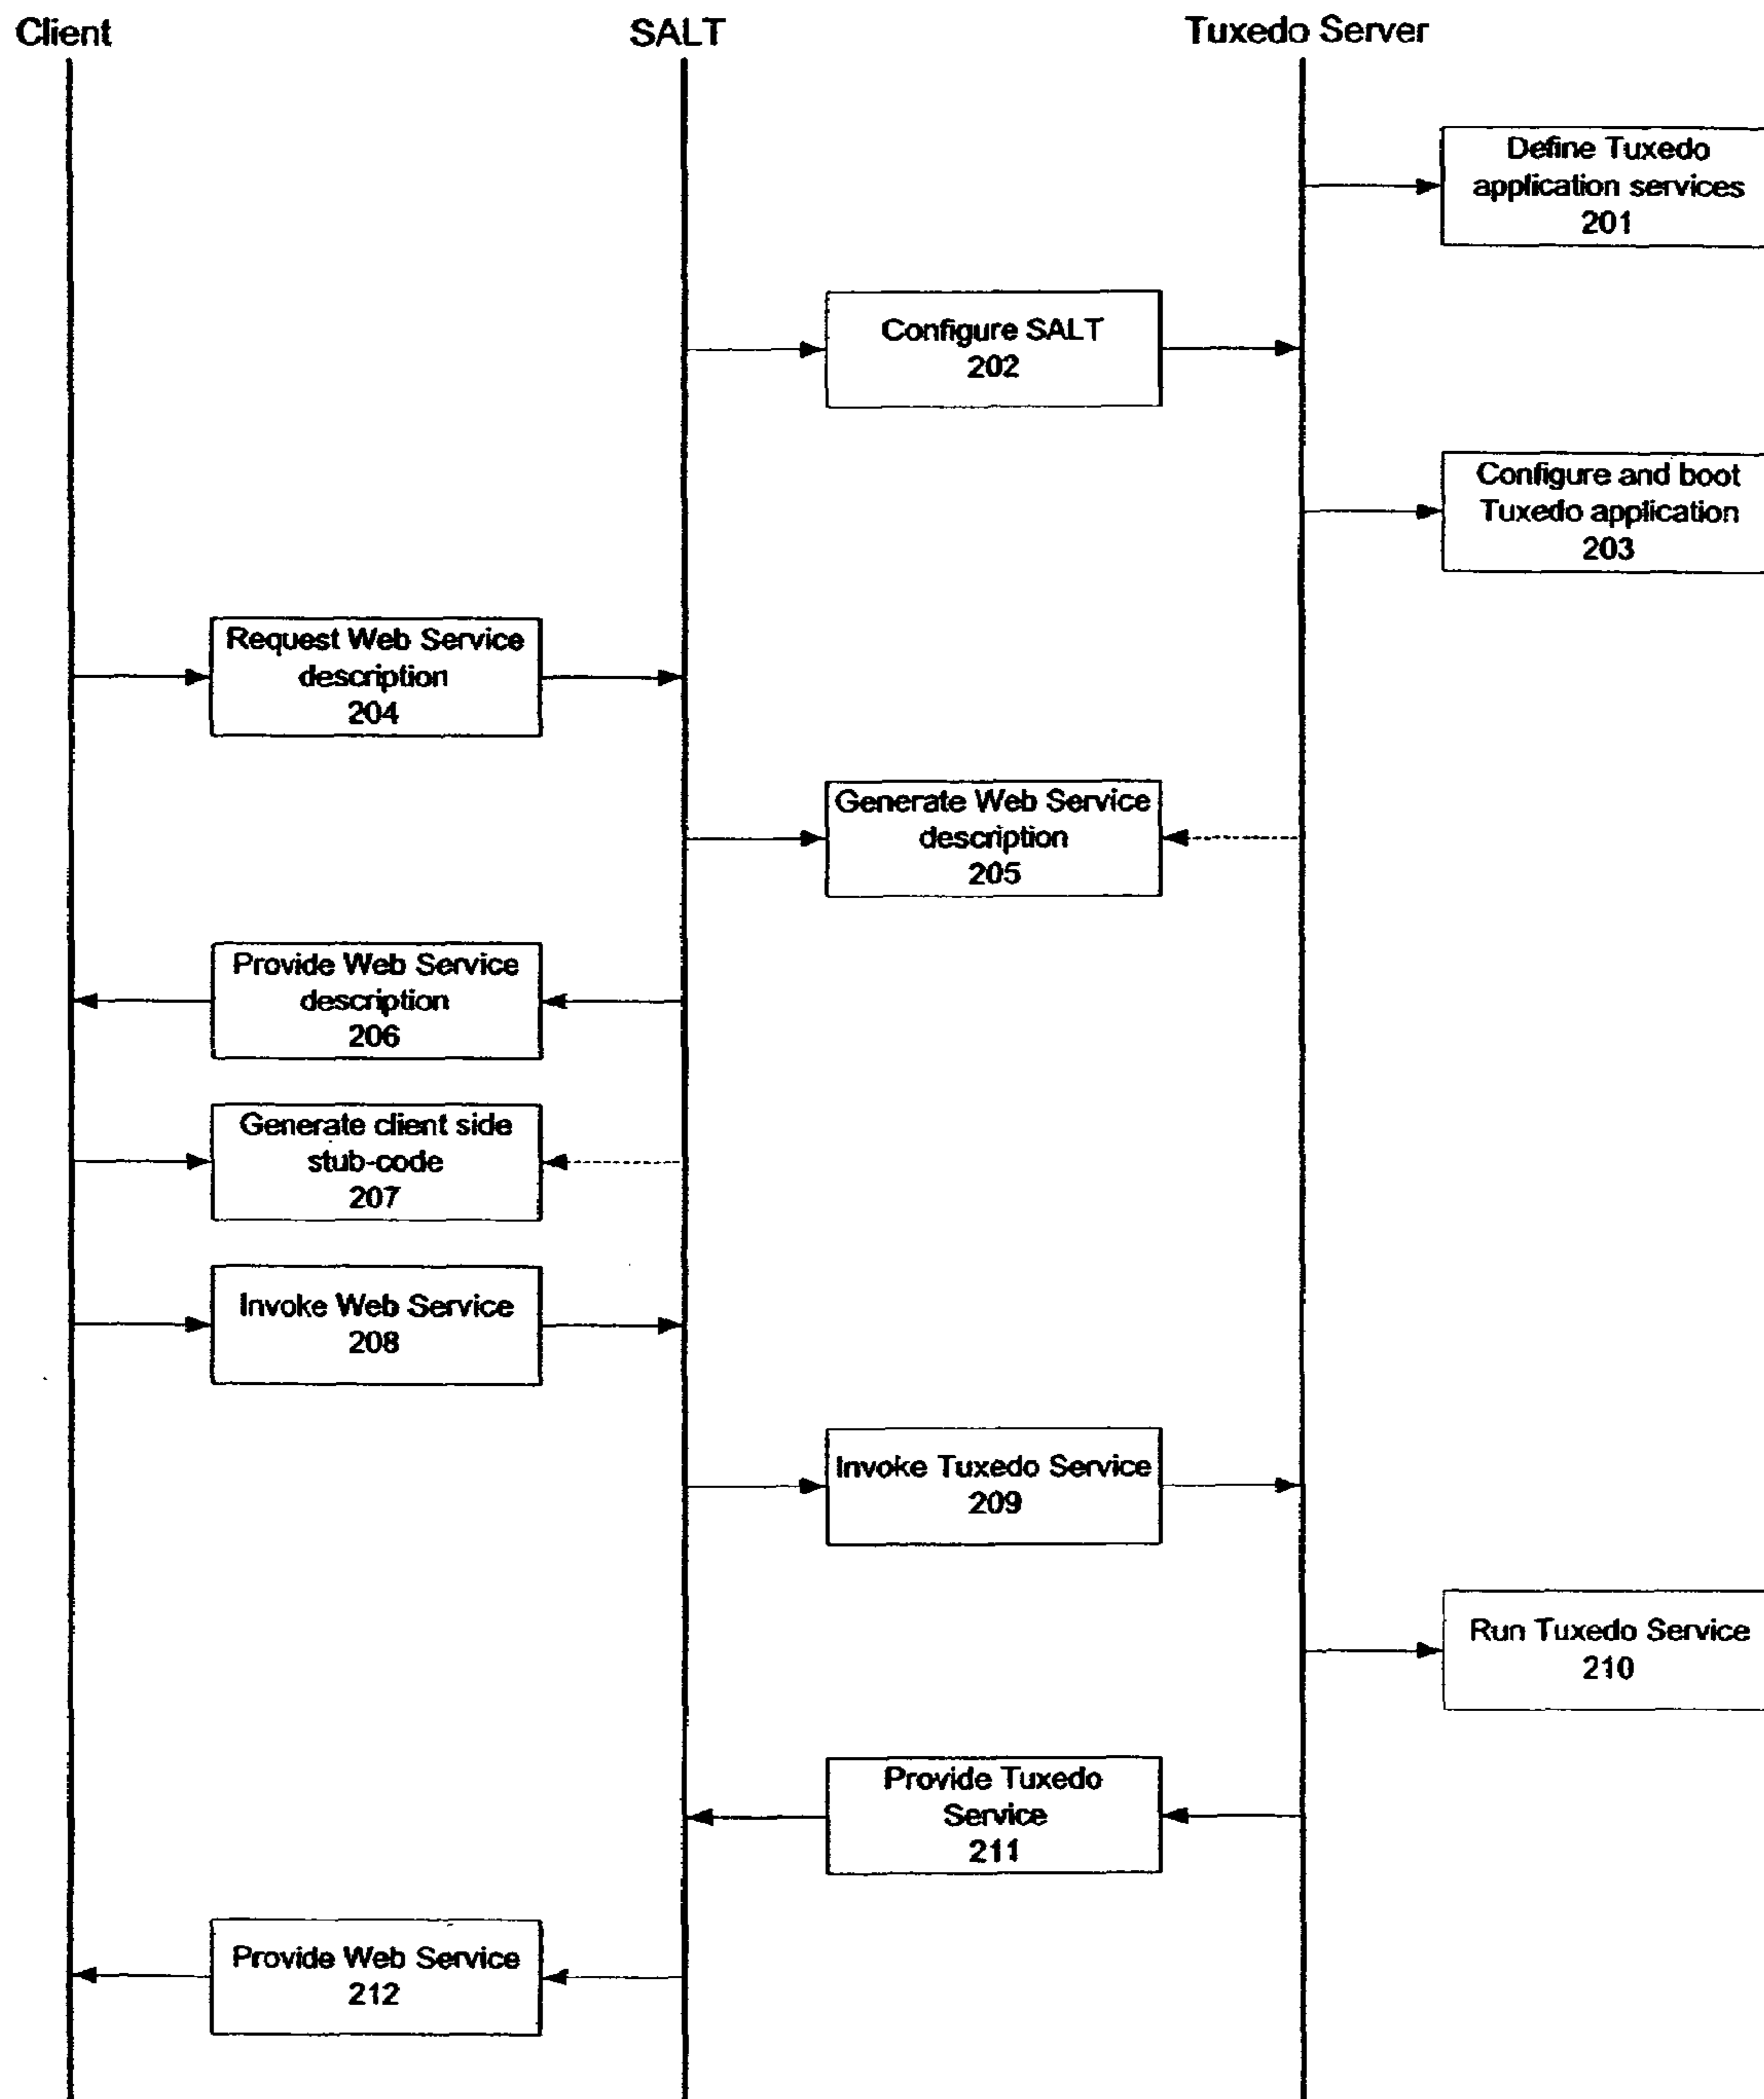 Client
SALT
Tuxedo Server
Define Tuxedo
application services
201
Configure SALT
202
Configure and boot
Tuxedo application
203
Request Web Service
description
204
Generate Web Service
description
205
Provide Web Service
description
206
Generate client side
stub-code
207
Invoke Web Service
208
Invoke Tuxedo Service
209
Run Tuxedo Service
210
Provide Tuxedo
Service
211
Provide Web Service
212